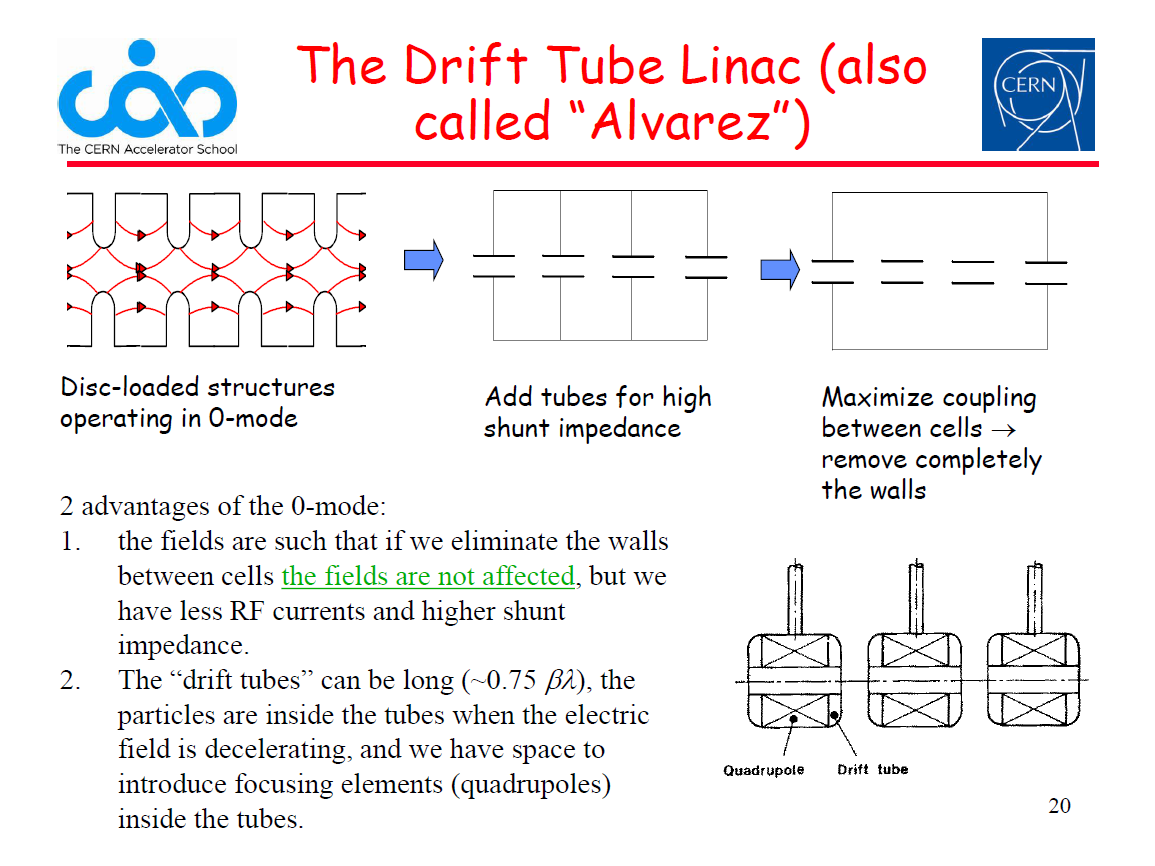 The Drift Tube Linac (also
called “Alvarez”)
The CERN Accelerator School
CERN
Disc-loaded structures
operating in 0-mode
Add tubes for high
shunt impedance
Maximize coupling
between cells →
remove completely
the walls
2 advantages of the 0-mode:
1. the fields are such that if we eliminate the walls
between cells the fields are not affected, but we
have less RF currents and higher shunt
impedance.
2. The “drift tubes” can be long (~0.75 βλ), the
particles are inside the tubes when the electric
field is decelerating, and we have space to
introduce focusing elements (quadrupoles)
inside the tubes.
Quadrupole
Drift tube
20